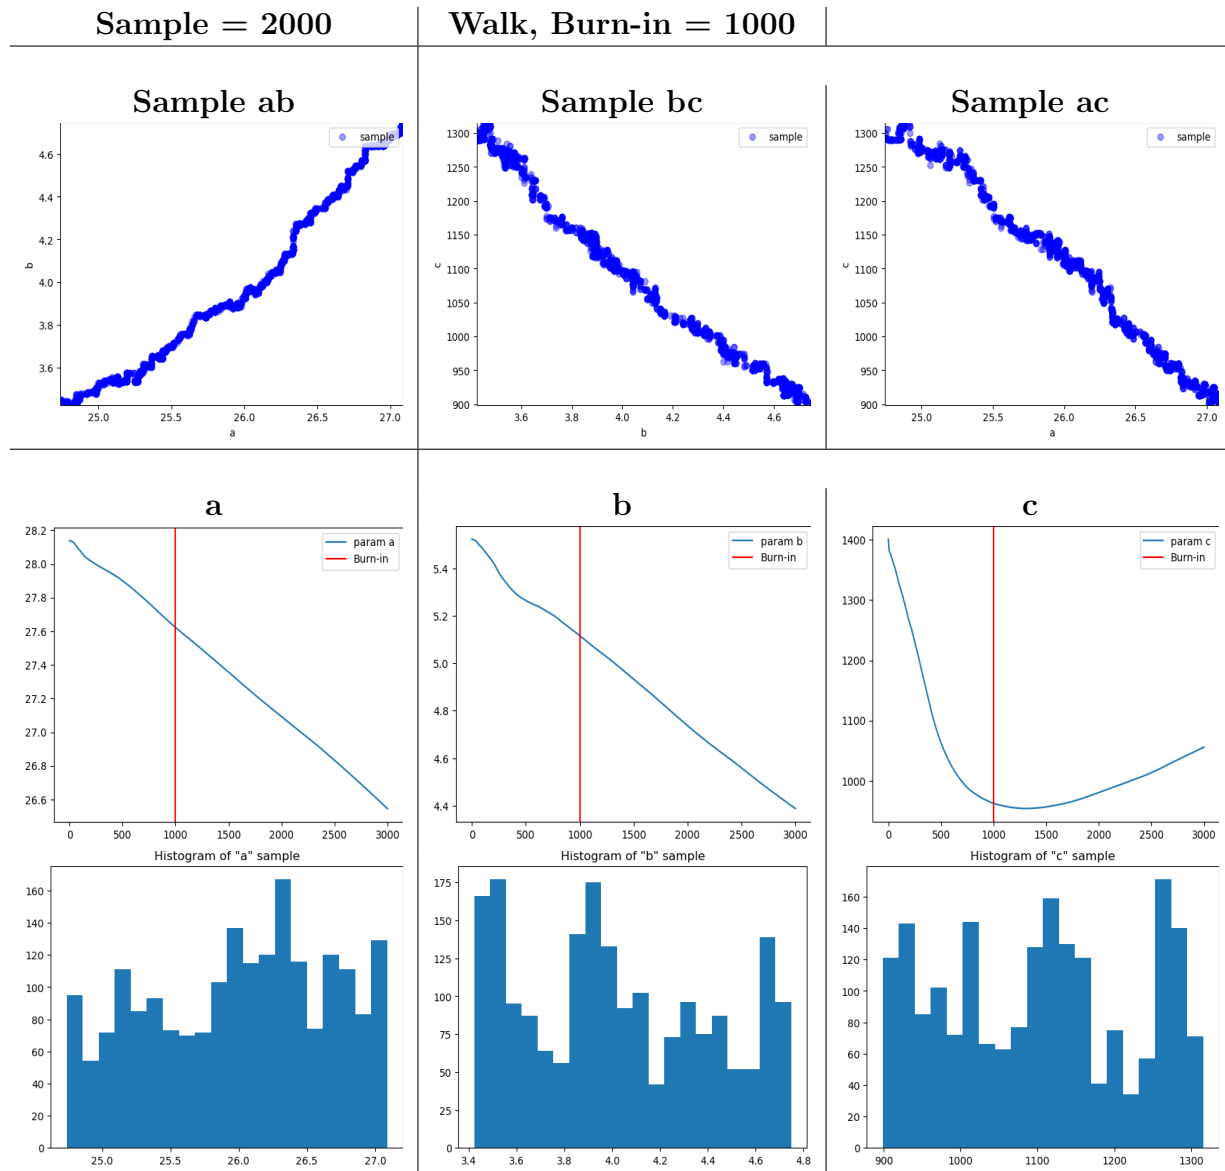 Sample = 2000
Walk, Burn-in = 1000
Sample ab
sample
4.6
4.4
4.2
4.0
3.8
3.6
b
25.0 25.5 26.0 26.5 27.0
a
Sample bc
sample
1300
1250
1200
1150
1100
1050
1000
950
900
c
3.6 3.8 4.0 4.2 4.4 4.6
b
Sample ac
sample
1300
1250
1200
1150
1100
1050
1000
950
900
c
25.0 25.5 26.0 26.5 27.0
a
a
param a
Burn-in
28.2
28.0
27.8
27.6
27.4
27.2
27.0
26.8
26.6
0 500 1000 1500 2000 2500 3000
b
param b
Burn-in
5.4
5.2
5.0
4.8
4.6
4.4
0 500 1000 1500 2000 2500 3000
c
param c
Burn-in
1400
1300
1200
1100
1000
0 500 1000 1500 2000 2500 3000
Histogram of "a" sample
160
140
120
100
80
60
40
20
0
25.0 25.5 26.0 26.5 27.0
Histogram of "b" sample
175
150
125
100
75
50
25
0
3.4 3.6 3.8 4.0 4.2 4.4 4.6 4.8
Histogram of "c" sample
160
140
120
100
80
60
40
20
0
900 1000 1100 1200 1300